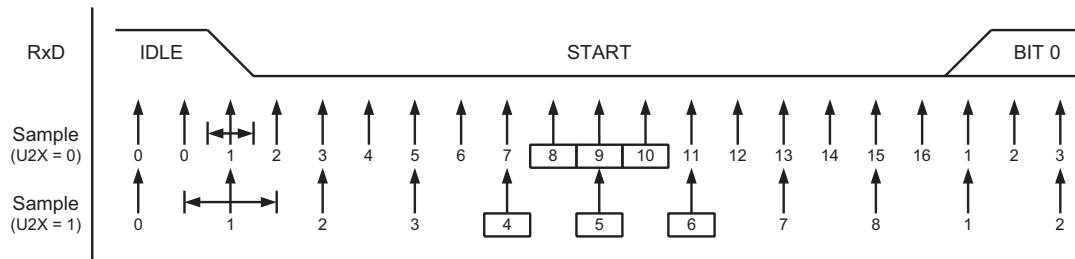 RxD IDLE START BIT 0
Sample
(U2X = 0) 0 0 1 2 3 4 5 6 7 8 9 10 11 12 13 14 15 16 1 2 3
Sample
(U2X = 1) 0 1 2 3 4 5 6 7 8 1 2